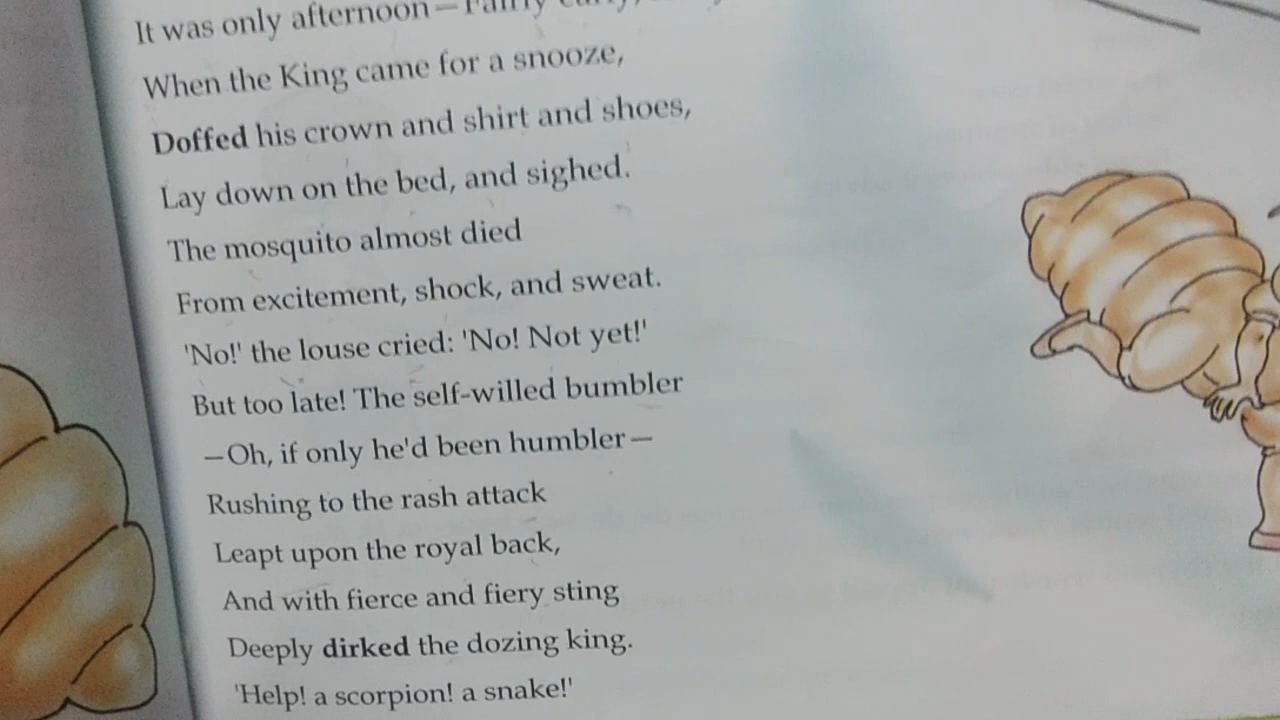 It was only afternoon—Fairly early,
When the King came for a snooze,
Doffed his crown and shirt and shoes,
Lay down on the bed, and sighed.
The mosquito almost died
From excitement, shock, and sweat.
'No!' the louse cried: 'No! Not yet!'
But too late! The self-willed bumbler
—Oh, if only he'd been humbler—
Rushing to the rash attack
Leapt upon the royal back,
And with fierce and fiery sting
Deeply dirked the dozing king.
'Help! a scorpion! a snake!'